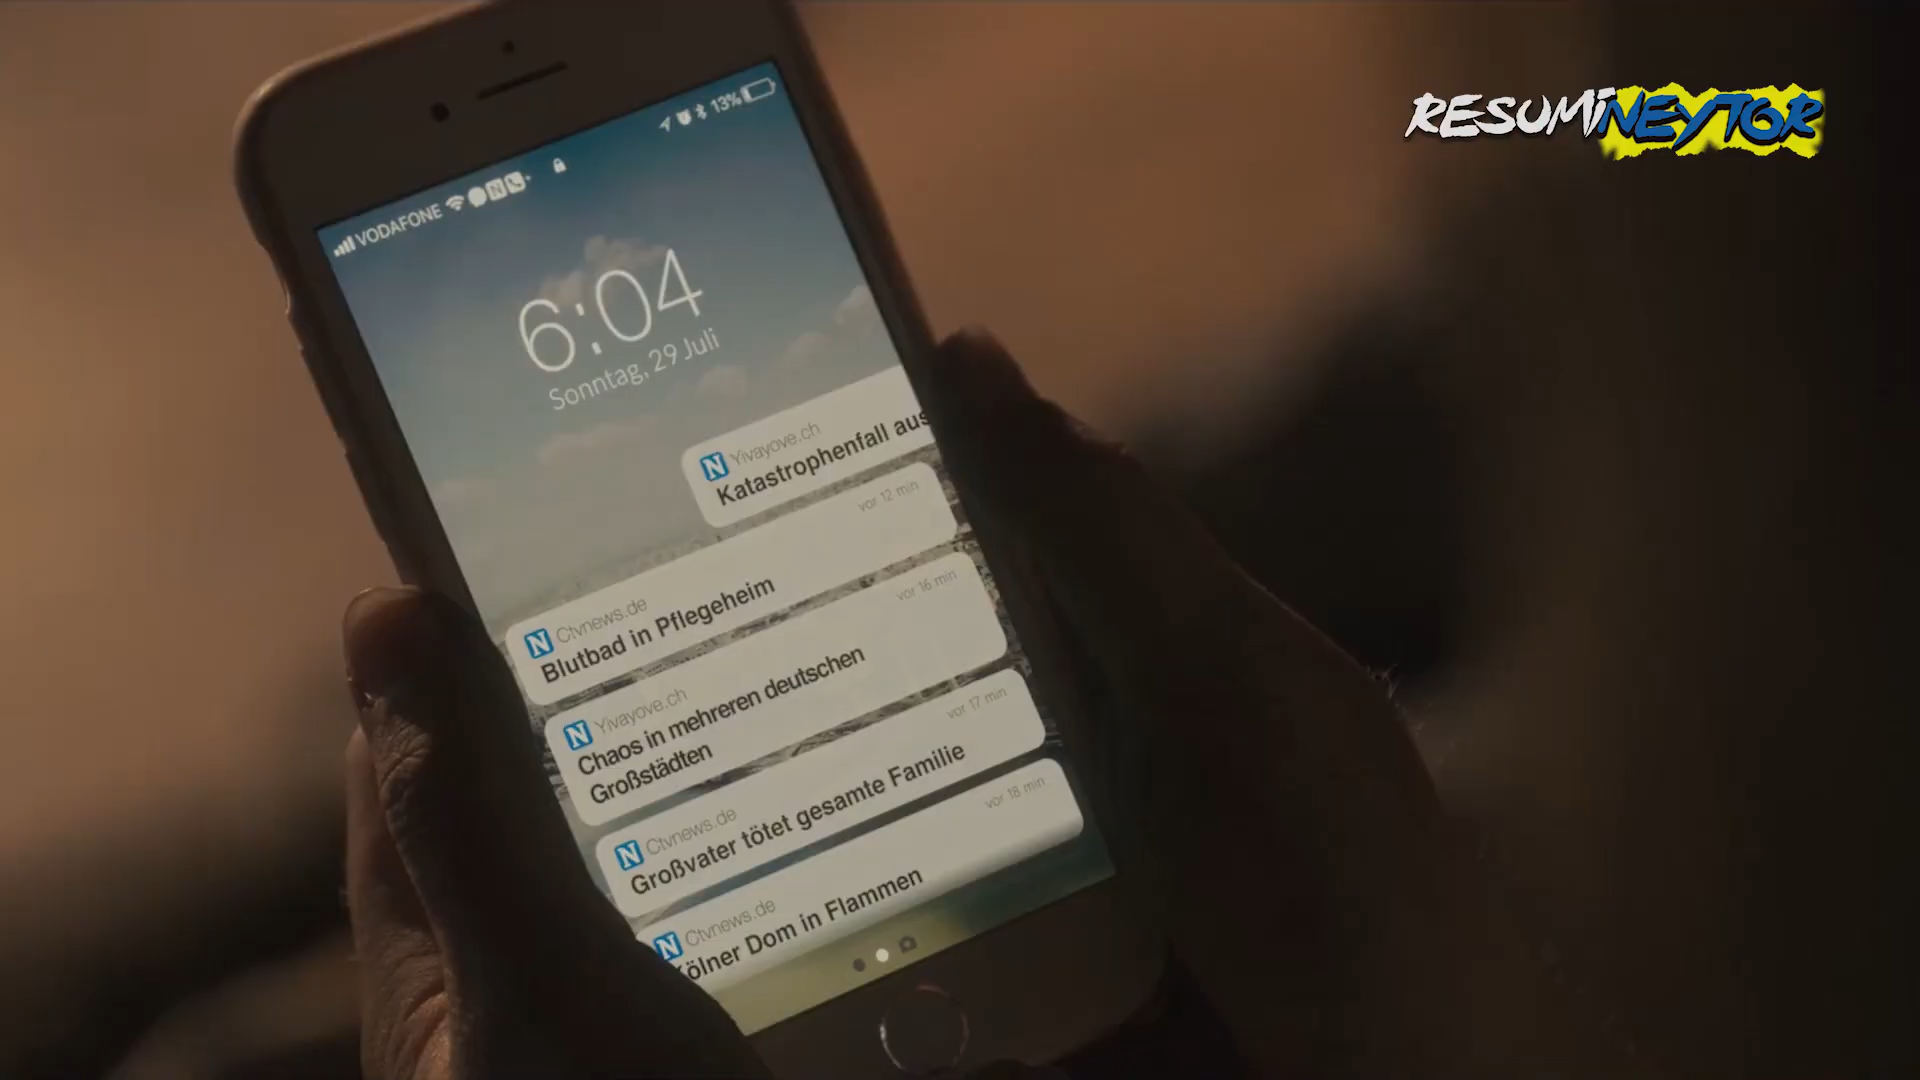 RESUMiNEYTOR
VODAFONE
13%
6:04
Sonntag, 29 Juli
Yivayove.ch
Katastrophenfall aus
vor 12 min
Ctvnews.de
Blutbad in Pflegeheim
vor 16 min
Yivayove.ch
Chaos in mehreren deutschen
Großstädten
vor 17 min
Ctvnews.de
Großvater tötet gesamte Familie
vor 18 min
Ctvnews.de
Kölner Dom in Flammen